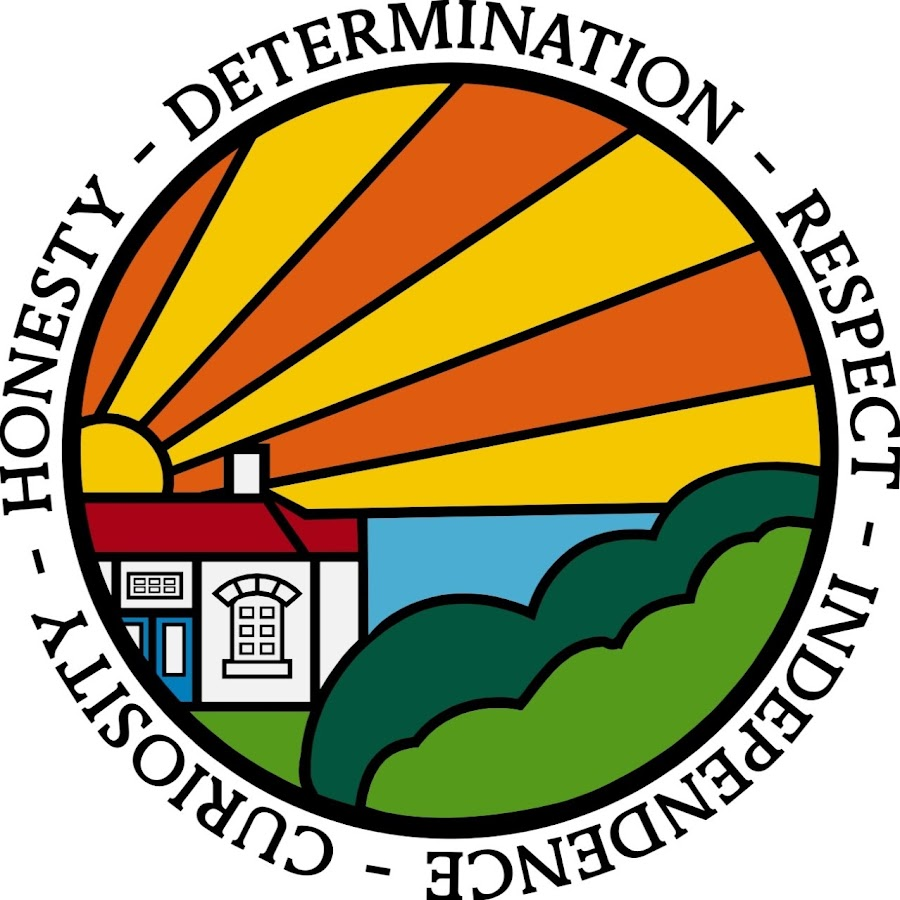 HONESTY - DETERMINATION - RESPECT - INDEPENDENCE - CURIOSITY -